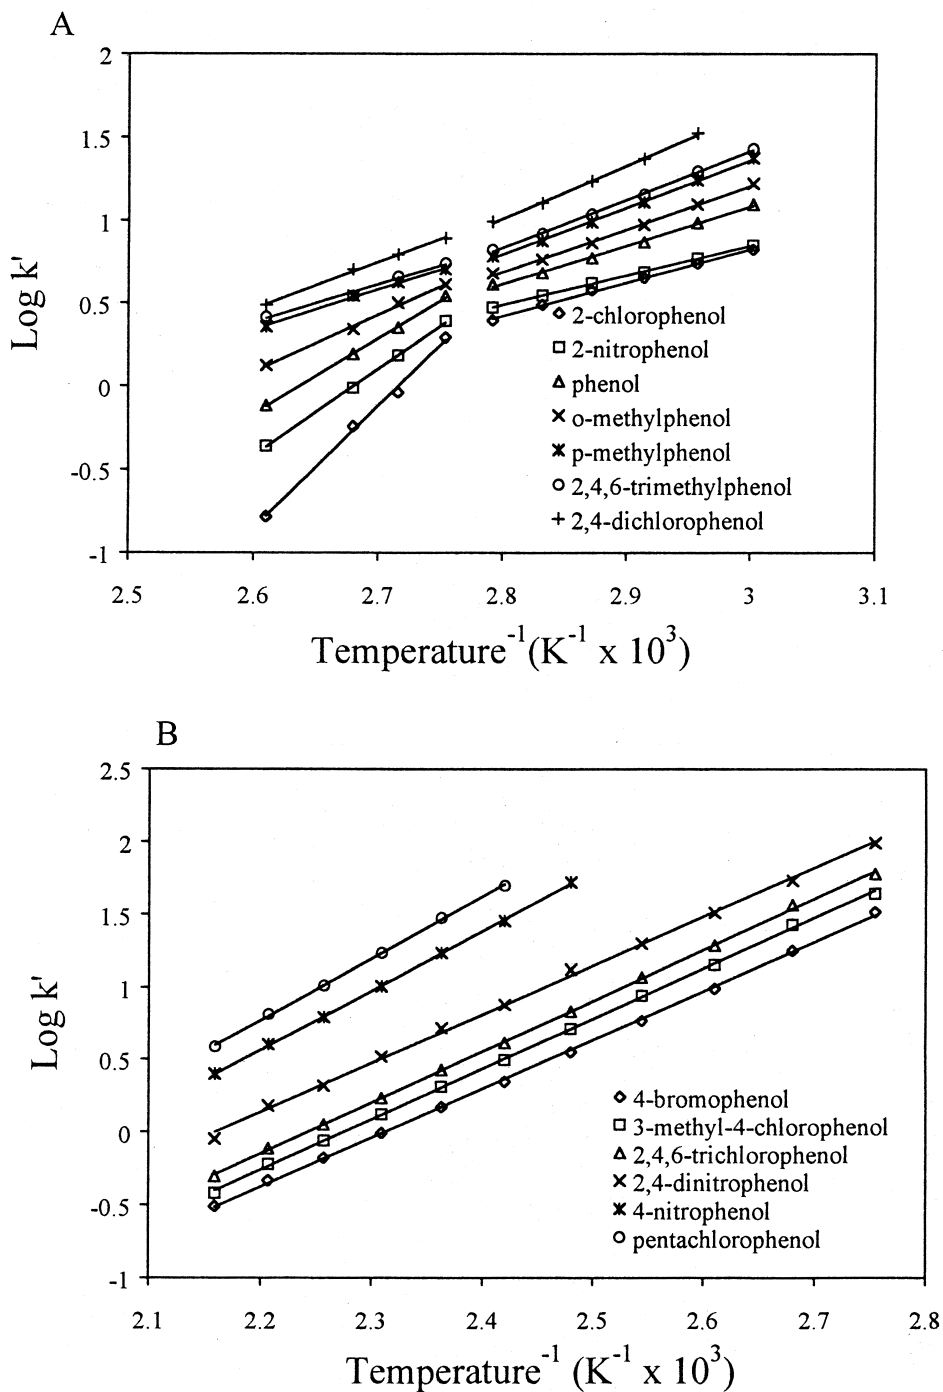 A
2
1.5
1
0.5
0
-0.5
-1
Log k'
2-chlorophenol
2-nitrophenol
phenol
o-methylphenol
p-methylphenol
2,4,6-trimethylphenol
2,4-dichlorophenol
2.5 2.6 2.7 2.8 2.9 3 3.1
Temperature⁻¹(K⁻¹ x 10³)
B
2.5
2
1.5
1
0.5
0
-0.5
-1
Log k'
4-bromophenol
3-methyl-4-chlorophenol
2,4,6-trichlorophenol
2,4-dinitrophenol
4-nitrophenol
pentachlorophenol
2.1 2.2 2.3 2.4 2.5 2.6 2.7 2.8
Temperature⁻¹ (K⁻¹ x 10³)